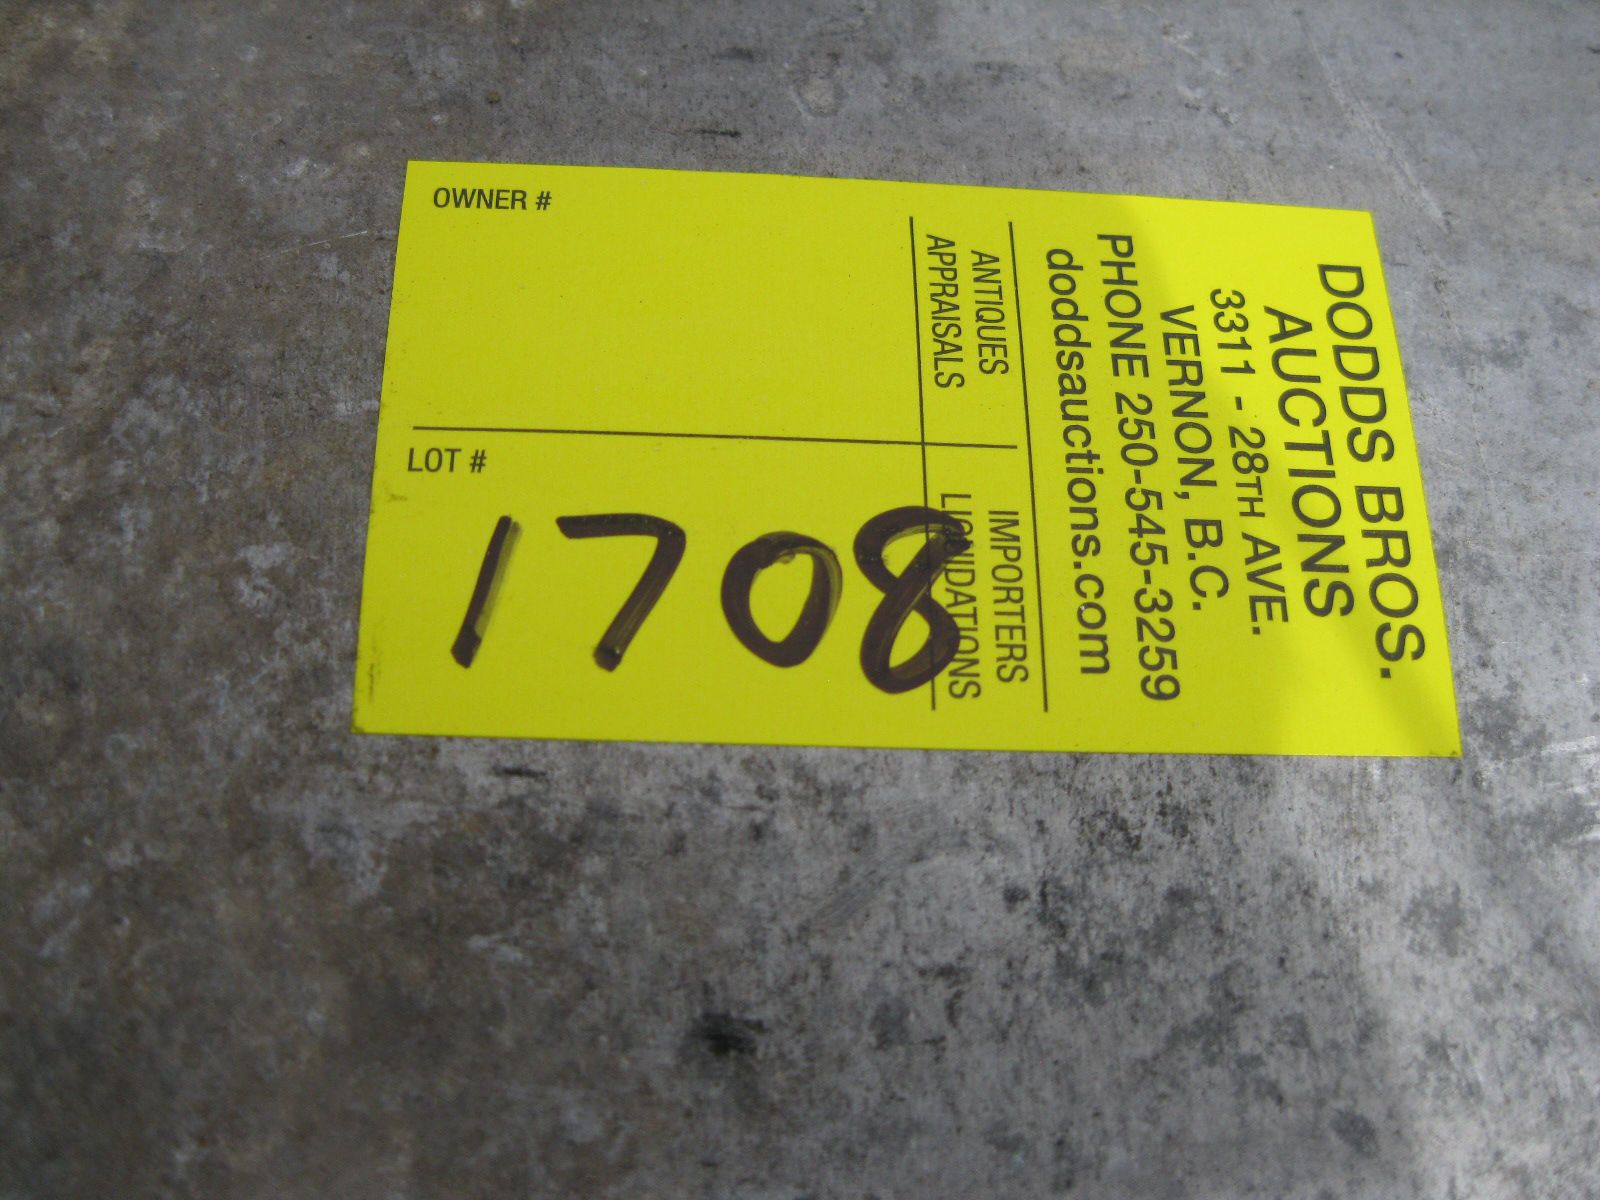 DODDS BROS.
AUCTIONS
3311 - 28TH AVE.
VERNON, B.C.
PHONE 250-545-3259
doddsauctions.com
ANTIQUES IMPORTERS
APPRAISALS LIQUIDATIONS
OWNER #
LOT #
1708